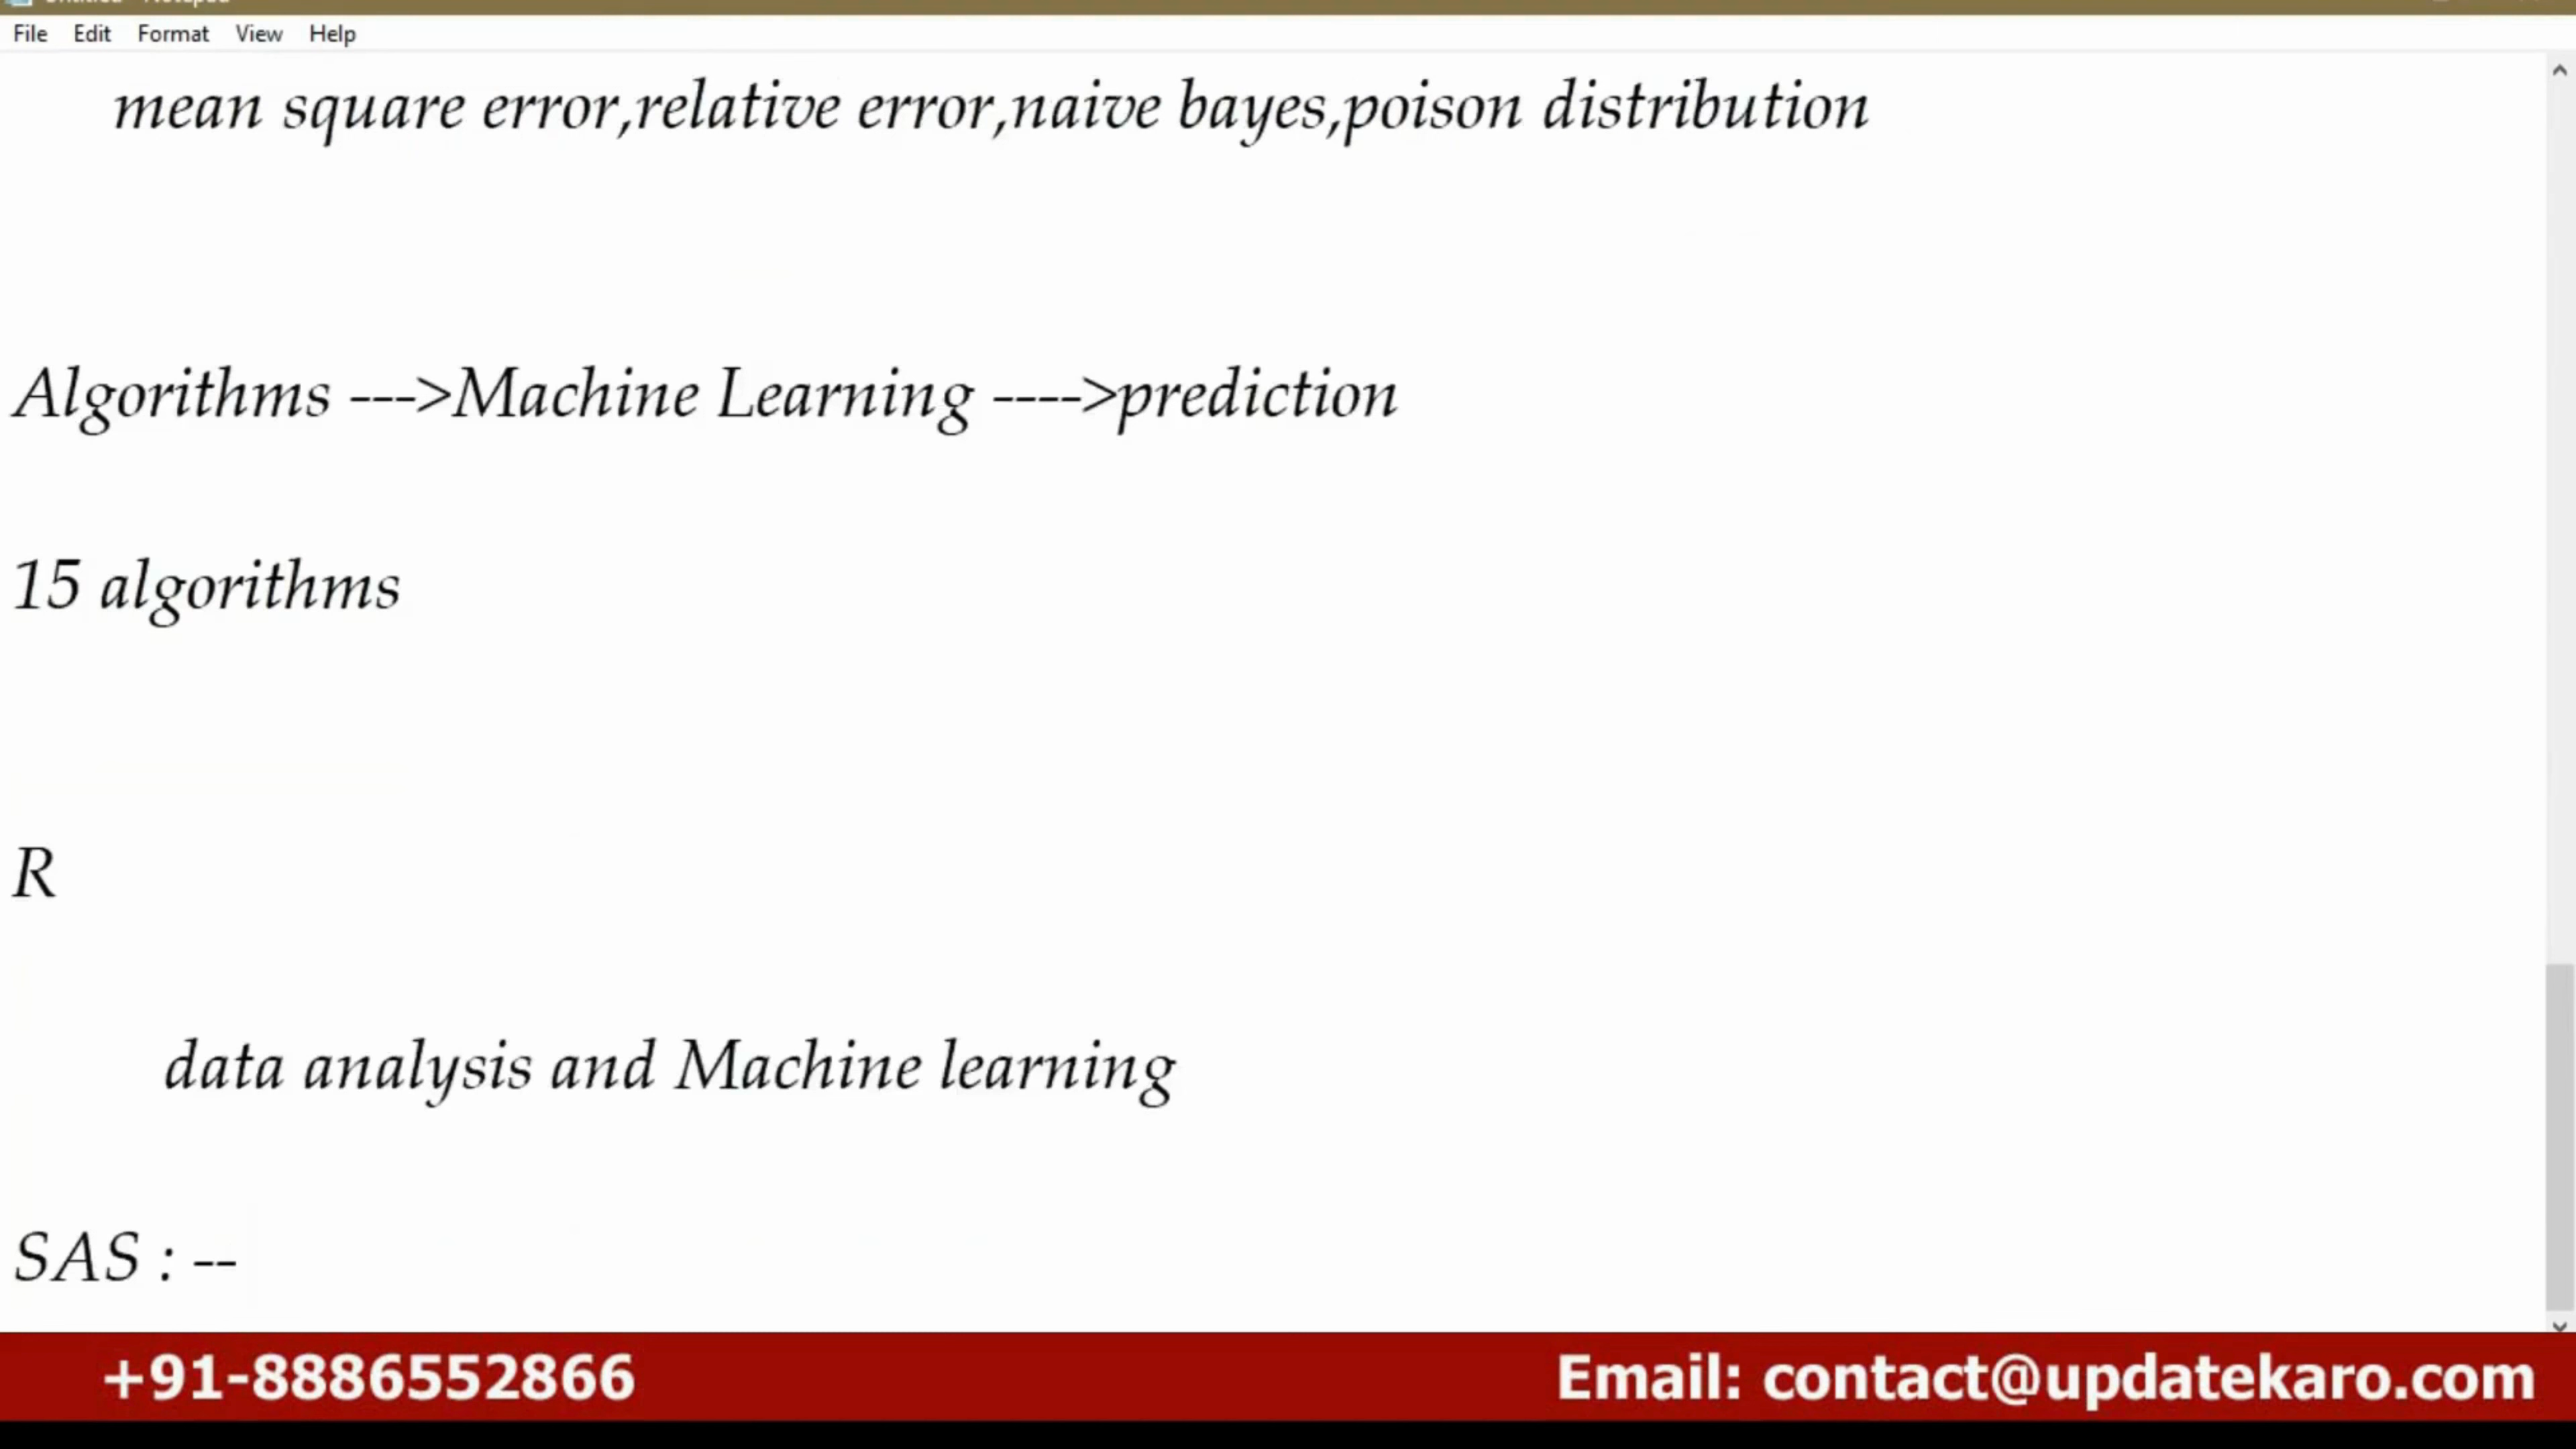 File Edit Format View Help
mean square error,relative error,naive bayes,poison distribution
Algorithms --->Machine Learning ---->prediction
15 algorithms
R
data analysis and Machine learning
SAS : --
+91-8886552866 Email: contact@updatekaro.com